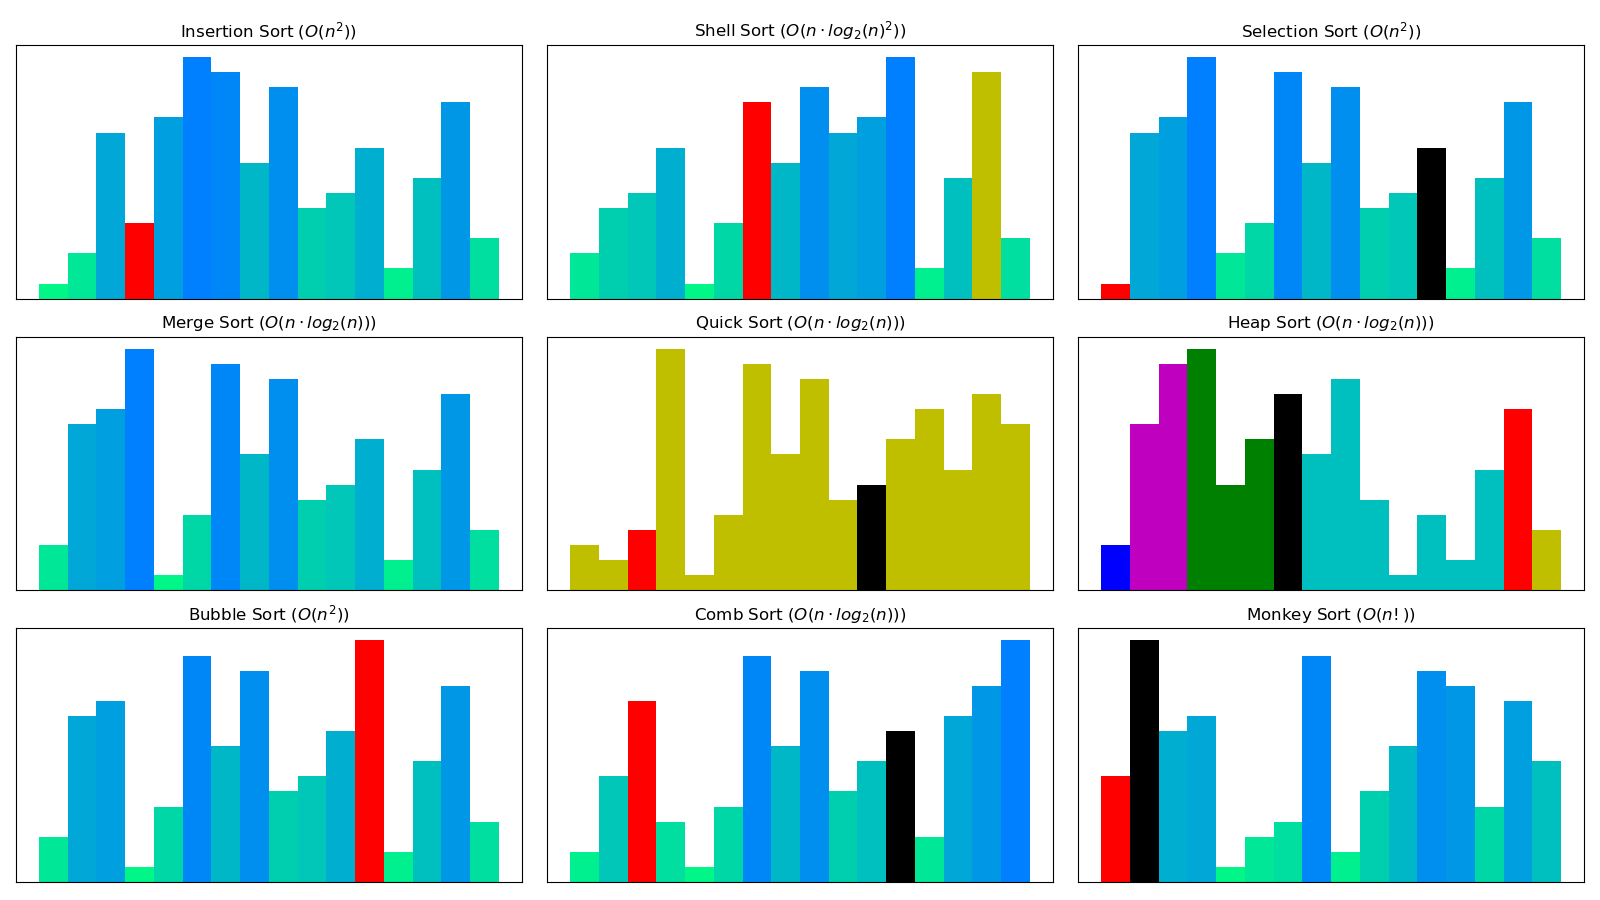 Insertion Sort (O(n²))
Shell Sort (O(n · log₂(n)²))
Selection Sort (O(n²))
Merge Sort (O(n · log₂(n)))
Quick Sort (O(n · log₂(n)))
Heap Sort (O(n · log₂(n)))
Bubble Sort (O(n²))
Comb Sort (O(n · log₂(n)))
Monkey Sort (O(n!))